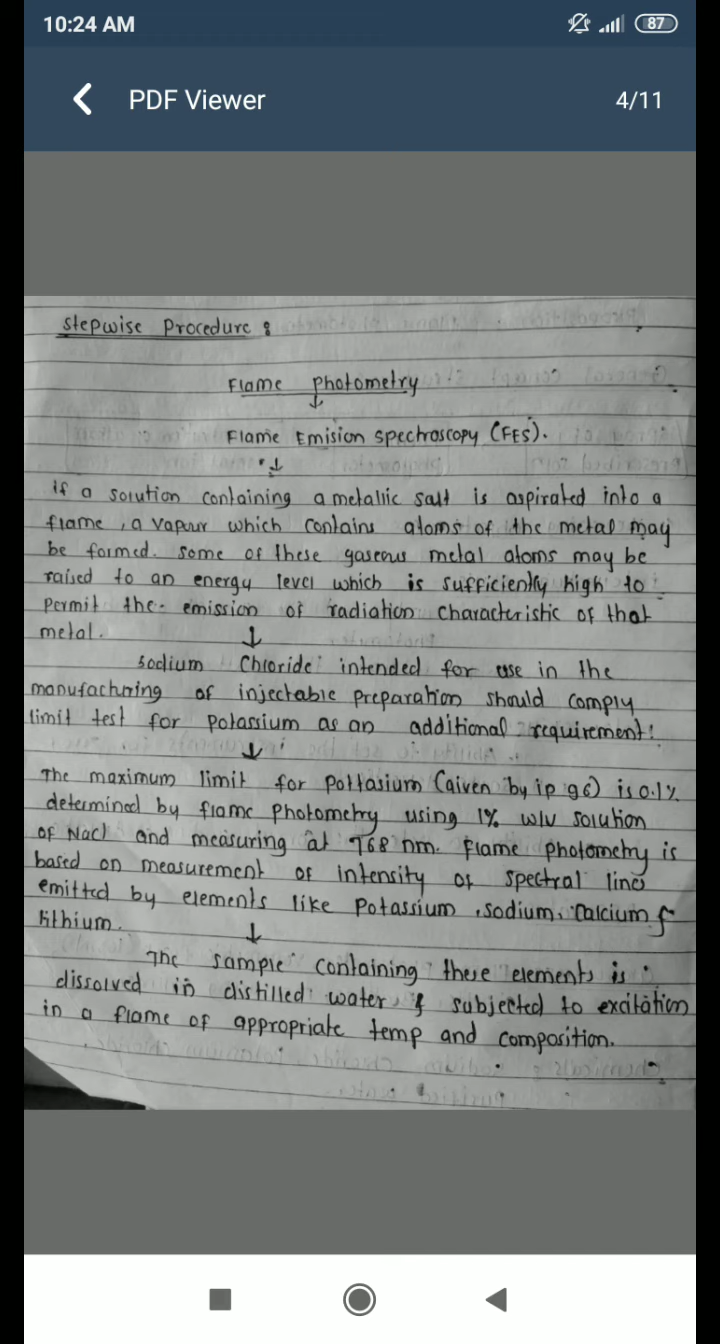 10:24 AM
87
PDF Viewer
4/11
Stepwise Procedure :
Flame Photometry
↓
Flame Emision Spectroscopy (FES).
↓
if a solution containing a metallic salt is aspirated into a
flame, a vapour which contains atoms of the metal may
be formed. some of these gaseous metal atoms may be
raised to an energy level which is sufficiently high to
permit the emission of radiation characteristic of that
metal.
↓
Sodium Chloride intended for use in the
manufacturing of injectable preparation should comply
limit test for potassium as an additional requirement.
↓
The maximum limit for pottasium (Given by ip 96) is 0.1%
determined by flame photometry using 1% w/v solution
of Nacl and measuring at 768 nm. Flame photometry is
based on measurement of intensity of spectral lines
emitted by elements like Potassium, Sodium, Calcium &
lithium.
↓
The sample containing these elements is
dissolved in distilled water, & subjected to excitation
in a flame of appropriate temp and composition.